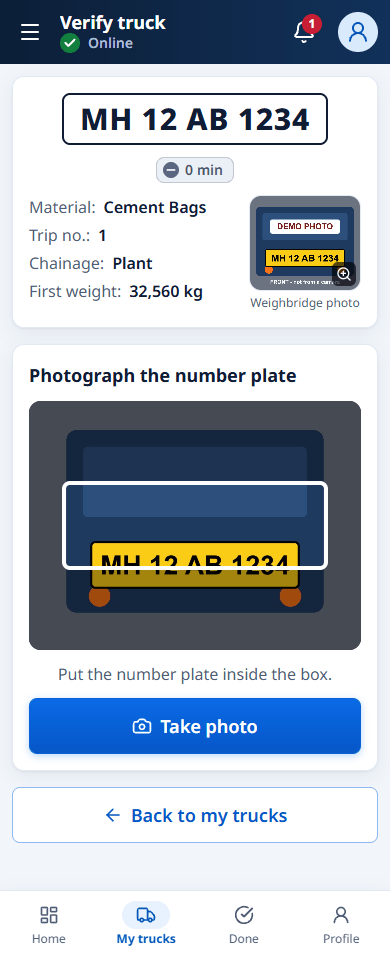 Verify truck
Online
1
MH 12 AB 1234
0 min
Material: Cement Bags
Trip no.: 1
Chainage: Plant
First weight: 32,560 kg
DEMO PHOTO
MH 12 AB 1234
Weighbridge photo
Photograph the number plate
MH 12 AB 1234
Put the number plate inside the box.
Take photo
Back to my trucks
Home
My trucks
Done
Profile